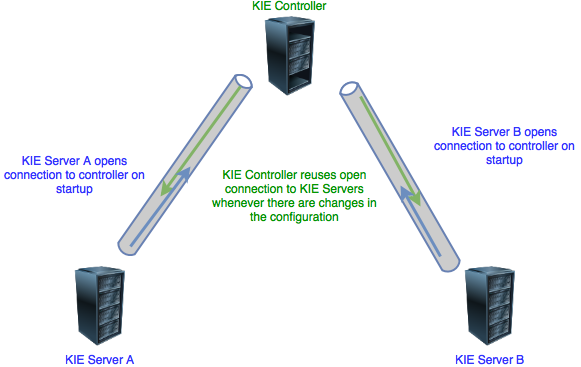 KIE Controller
KIE Server A opens
connection to controller on
startup
KIE Controller reuses open
connection to KIE Servers
whenever there are changes in
the configuration
KIE Server B opens
connection to controller on
startup
KIE Server A
KIE Server B